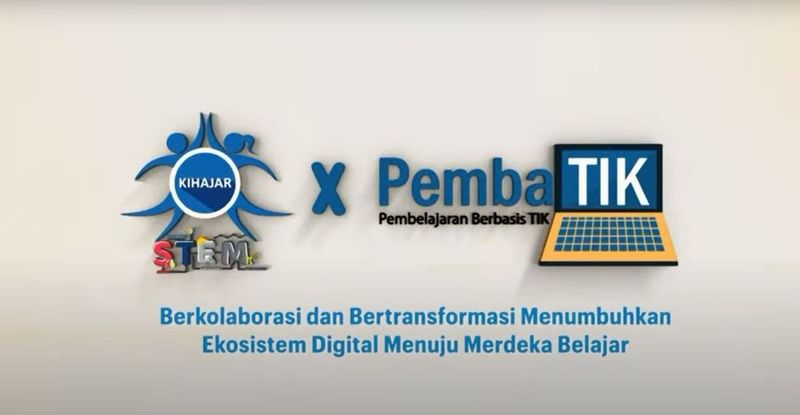 KIHAJAR
STEM
X
PembaTIK
Pembelajaran Berbasis TIK
Berkolaborasi dan Bertransformasi Menumbuhkan
Ekosistem Digital Menuju Merdeka Belajar